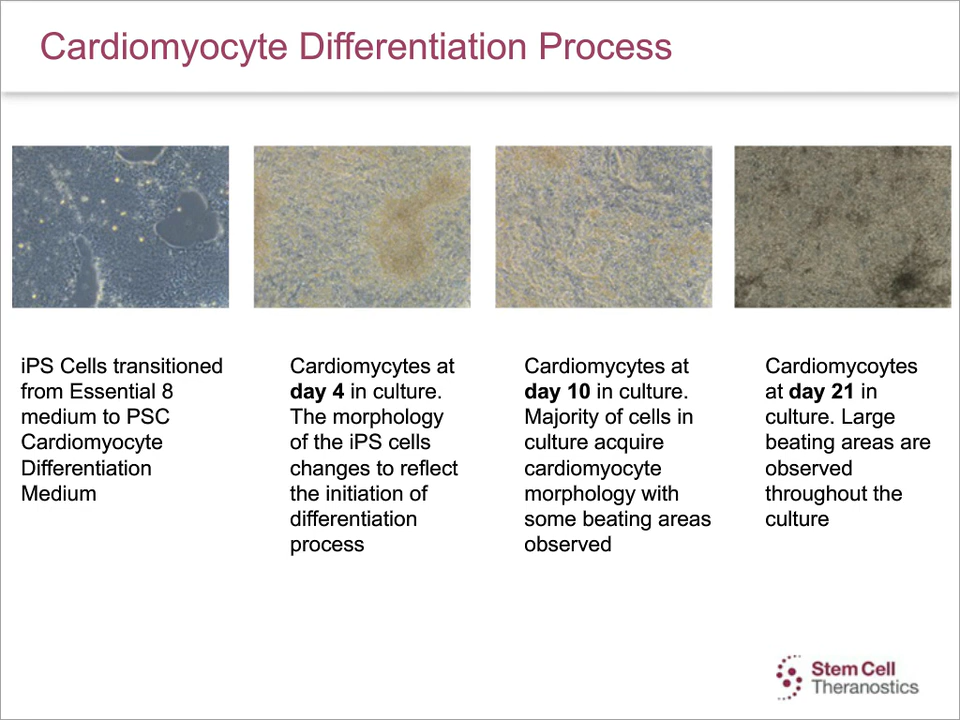 Cardiomyocyte Differentiation Process
iPS Cells transitioned
from Essential 8
medium to PSC
Cardiomyocyte
Differentiation
Medium
Cardiomycytes at
day 4 in culture.
The morphology
of the iPS cells
changes to reflect
the initiation of
differentiation
process
Cardiomycytes at
day 10 in culture.
Majority of cells in
culture acquire
cardiomyocyte
morphology with
some beating areas
observed
Cardiomycoytes
at day 21 in
culture. Large
beating areas are
observed
throughout the
culture
Stem Cell
Theranostics